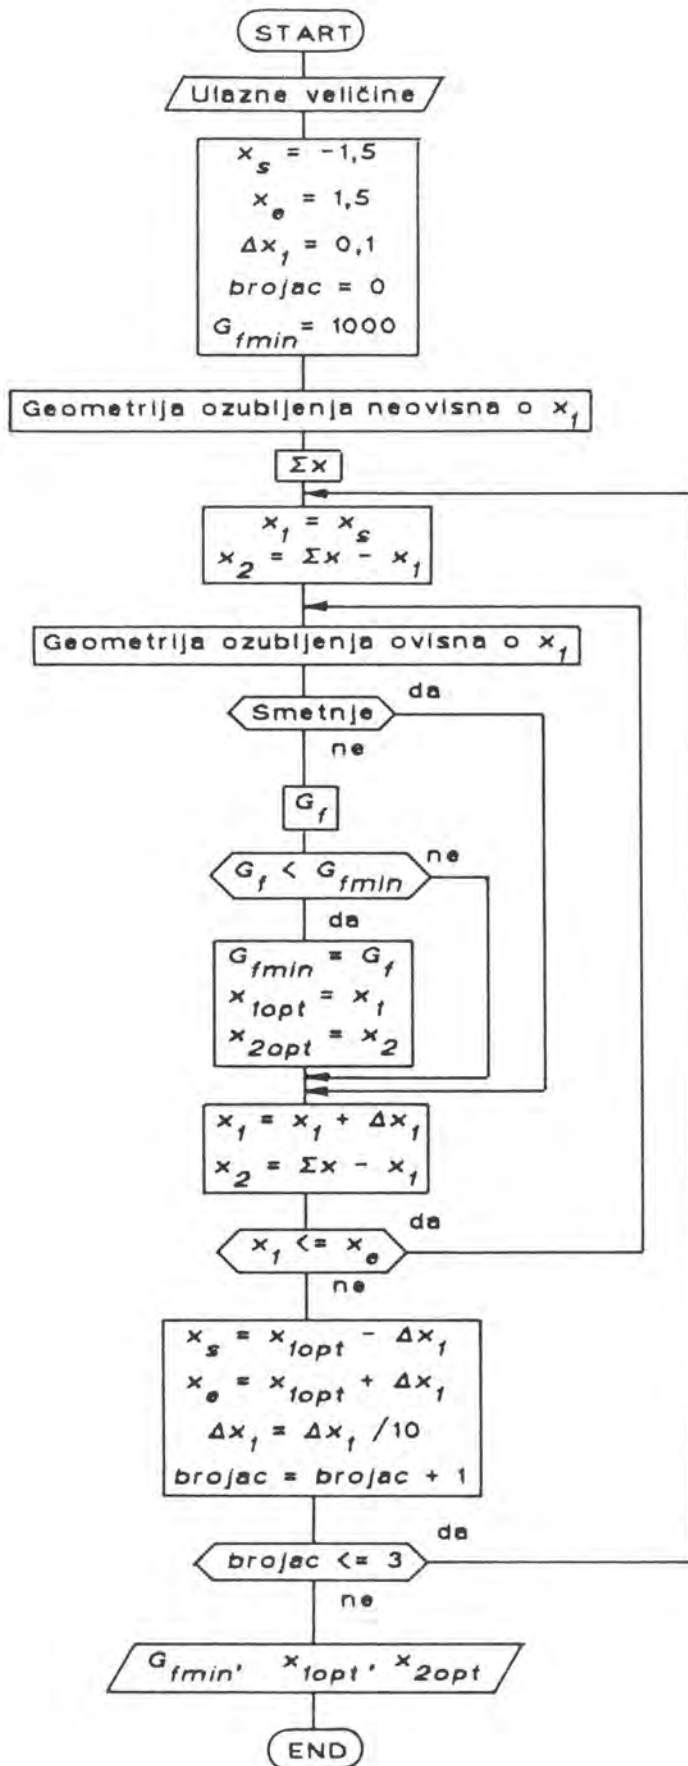 START
Ulazne veličine
x_s = -1,5
x_e = 1,5
Δx_1 = 0,1
brojac = 0
G_fmin = 1000
Geometrija ozubljenja neovisna o x_1
Σx
x_1 = x_s
x_2 = Σx - x_1
Geometrija ozubljenja ovisna o x_1
da
Smetnje
ne
G_f
ne
G_f < G_fmin
da
G_fmin = G_f
x_1opt = x_1
x_2opt = x_2
x_1 = x_1 + Δx_1
x_2 = Σx - x_1
da
x_1 <= x_e
ne
x_s = x_1opt - Δx_1
x_e = x_1opt + Δx_1
Δx_1 = Δx_1 /10
brojac = brojac + 1
da
brojac <= 3
ne
G_fmin, x_1opt, x_2opt
END